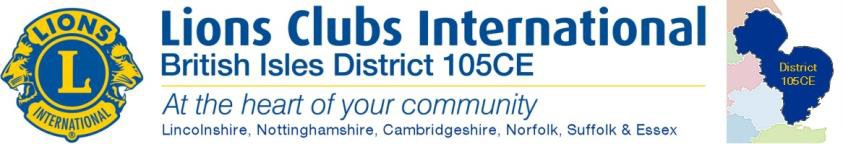 LIONS
L
INTERNATIONAL
®
Lions Clubs International
British Isles District 105CE
At the heart of your community
Lincolnshire, Nottinghamshire, Cambridgeshire, Norfolk, Suffolk & Essex
District
105CE